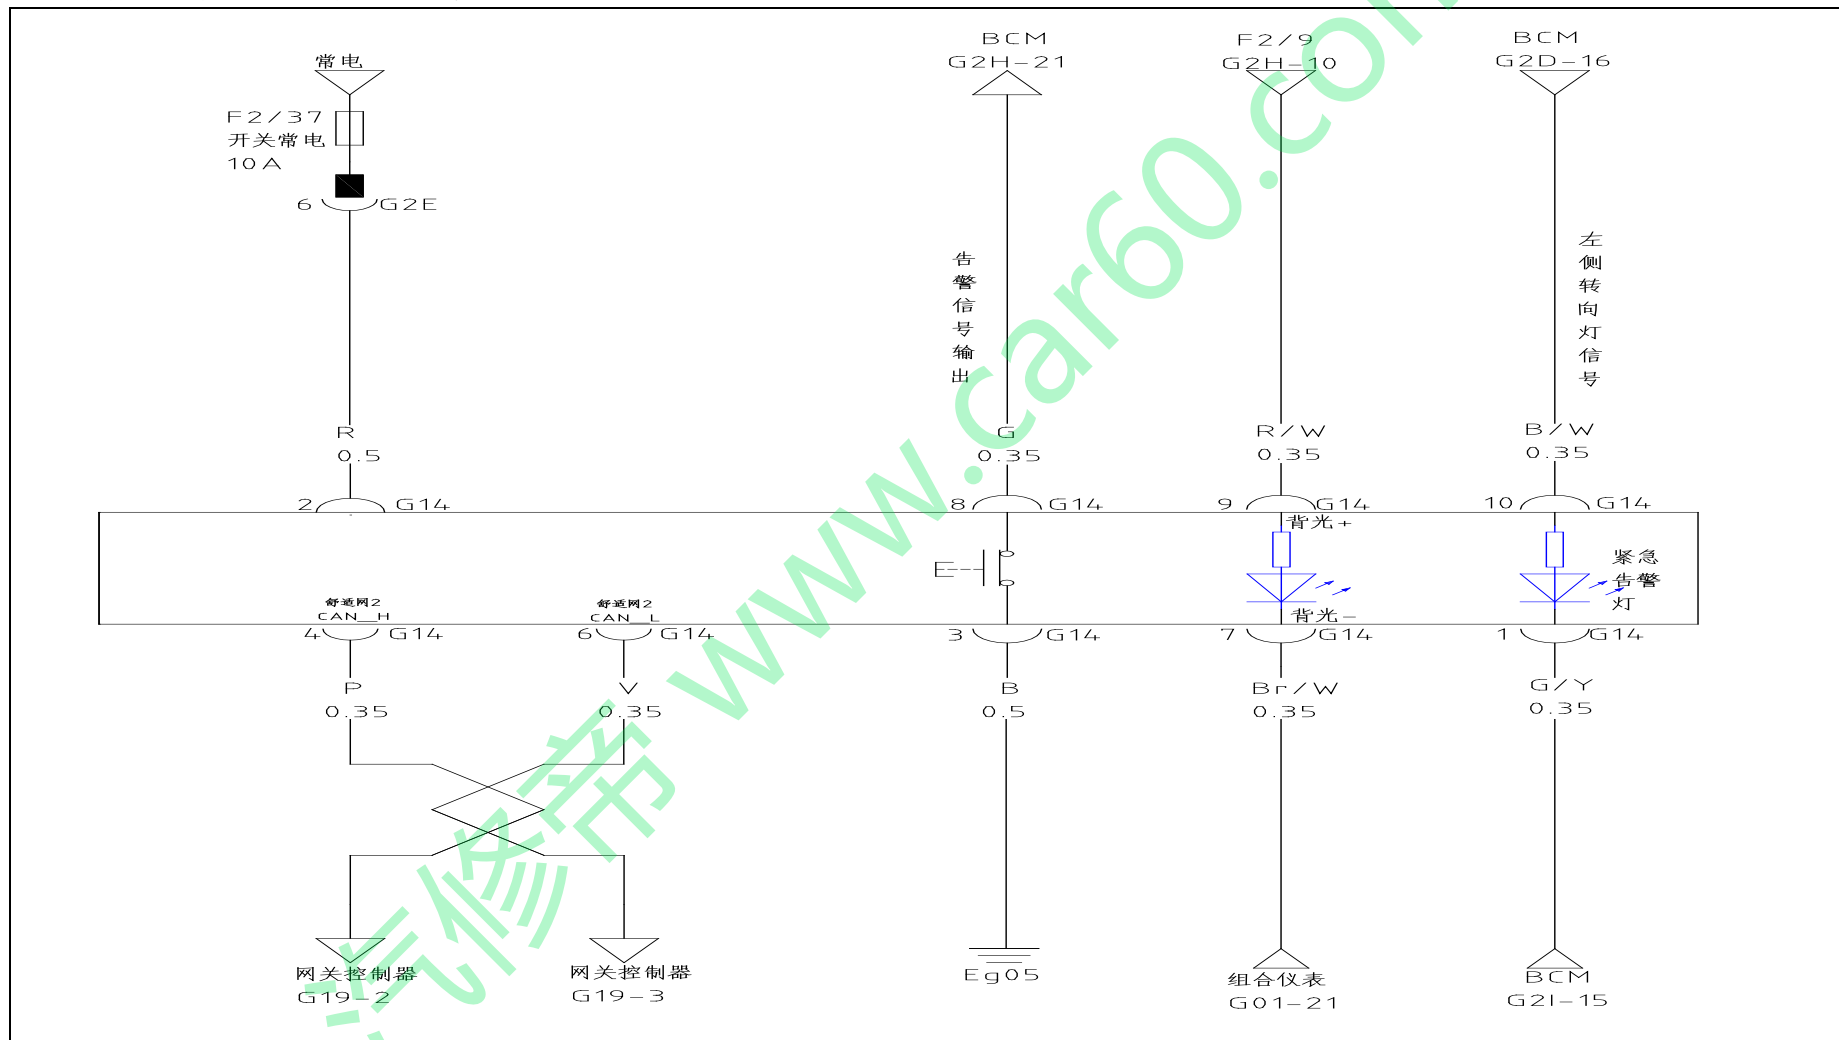 常电
F2/37
开关常电
10A
6 G2E
BCM
G2H-21
F2/9
G2H-10
BCM
G2D-16
告警信号输出
左侧转向灯信号
R
0.5
G
0.35
R/W
0.35
B/W
0.35
2 G14
8 G14
9 G14
10 G14
背光+
紧急
告警
灯
E
舒适网2
CAN__H
舒适网2
CAN__L
背光-
4 G14
6 G14
3 G14
7 G14
1 G14
P
0.35
V
0.35
B
0.5
Br/W
0.35
G/Y
0.35
网关控制器
G19-2
网关控制器
G19-3
Eg05
组合仪表
G01-21
BCM
G2I-15
汽修帝 www.car60.com